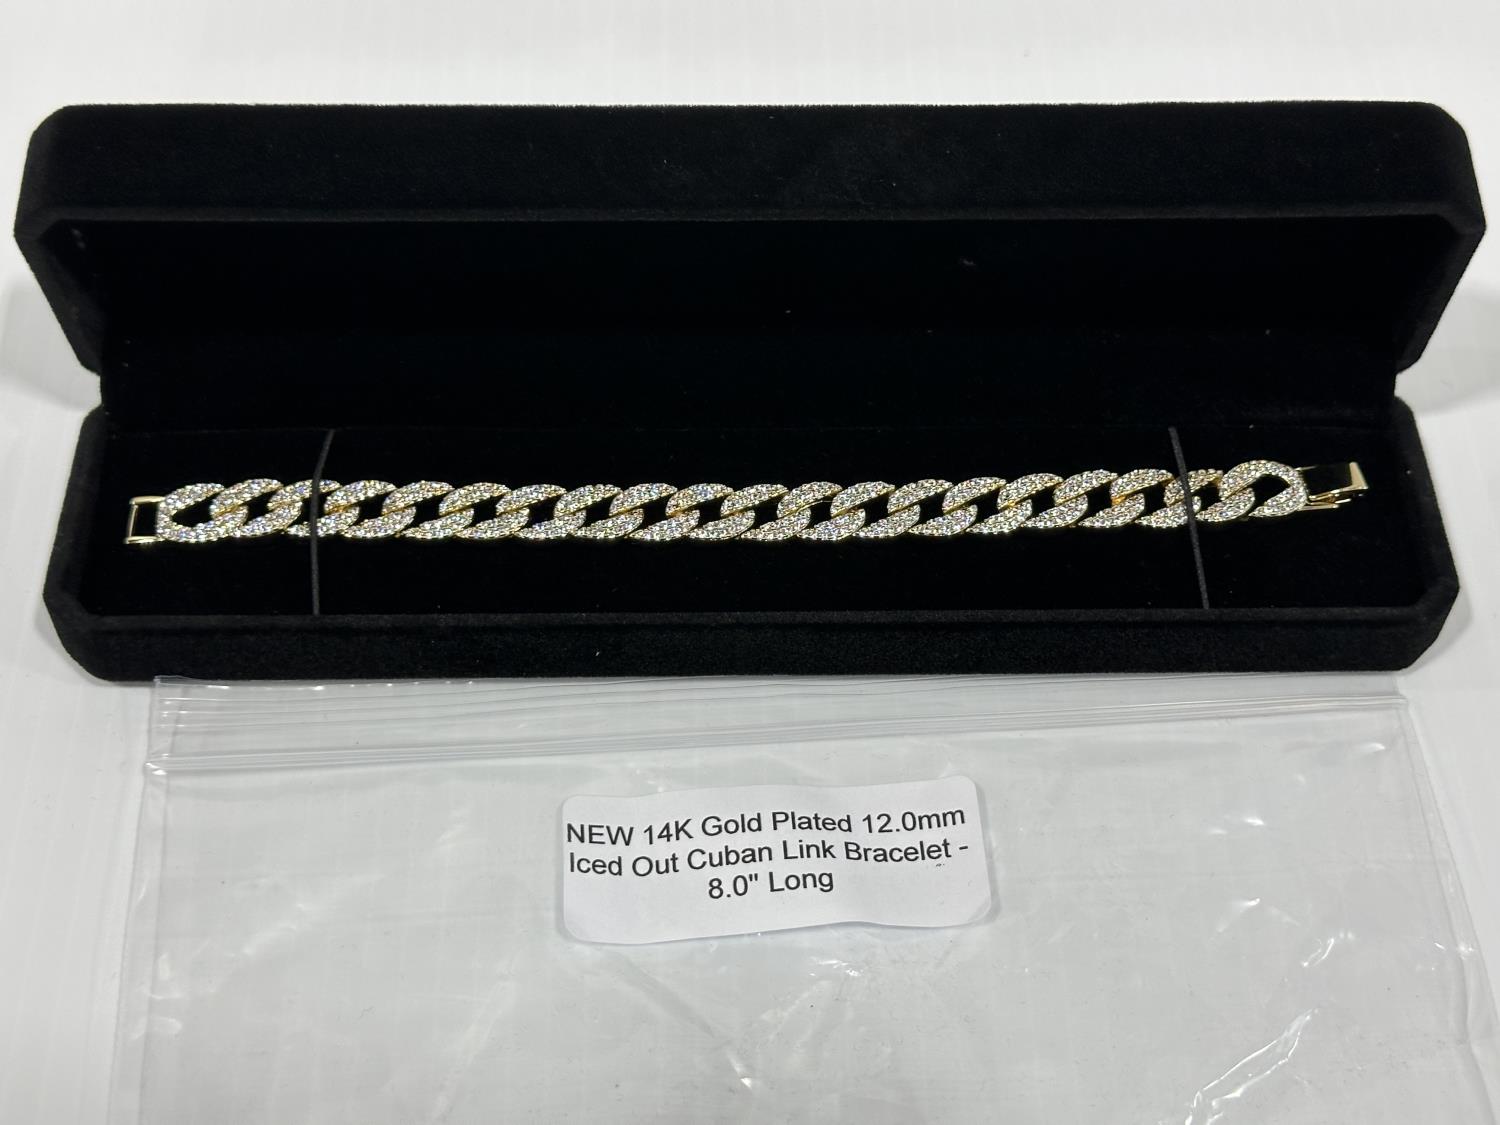 NEW 14K Gold Plated 12.0mm
Iced Out Cuban Link Bracelet -
8.0" Long